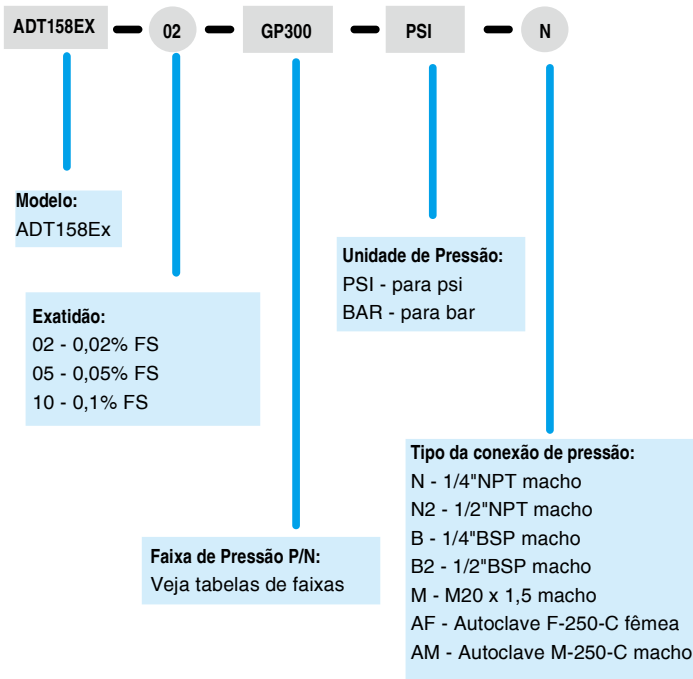 ADT158EX 02 GP300 PSI N
Modelo:
ADT158Ex
Exatidão:
02 - 0,02% FS
05 - 0,05% FS
10 - 0,1% FS
Faixa de Pressão P/N:
Veja tabelas de faixas
Unidade de Pressão:
PSI - para psi
BAR - para bar
Tipo da conexão de pressão:
N - 1/4"NPT macho
N2 - 1/2"NPT macho
B - 1/4"BSP macho
B2 - 1/2"BSP macho
M - M20 x 1,5 macho
AF - Autoclave F-250-C fêmea
AM - Autoclave M-250-C macho